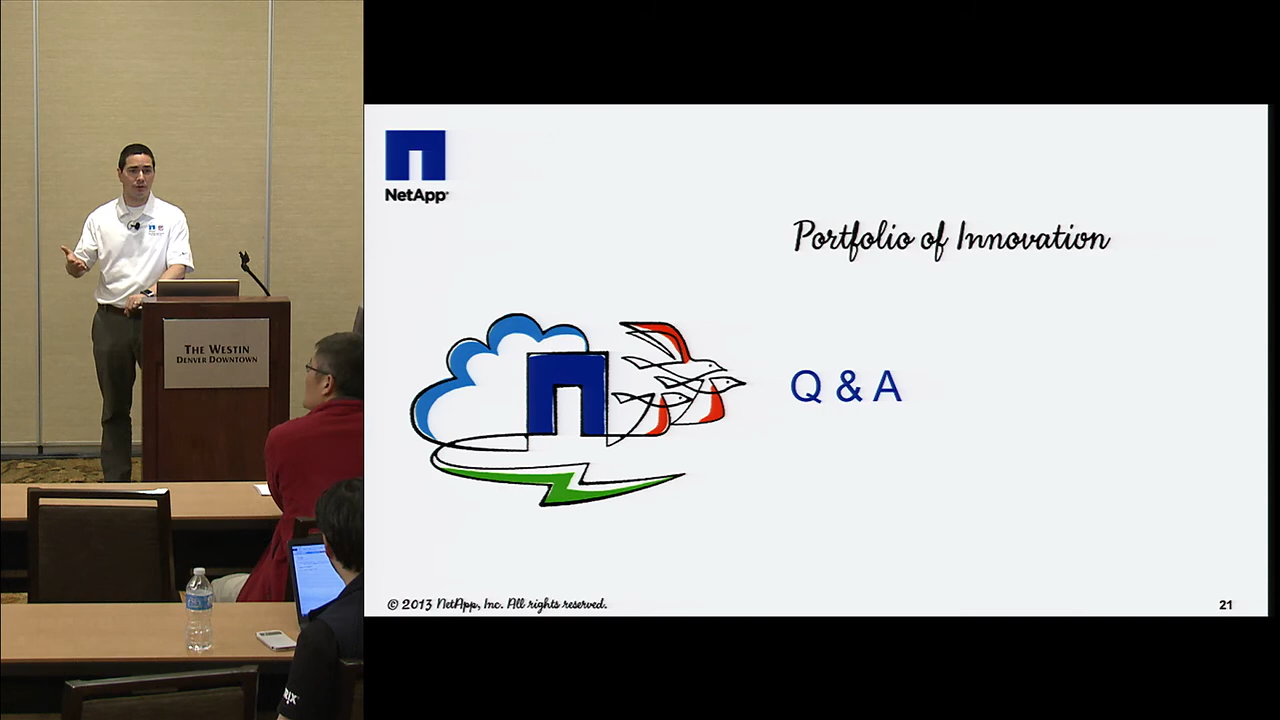 THE WESTIN
DENVER DOWNTOWN
NetApp
Portfolio of Innovation
Q & A
© 2013 NetApp, Inc. All rights reserved.
21